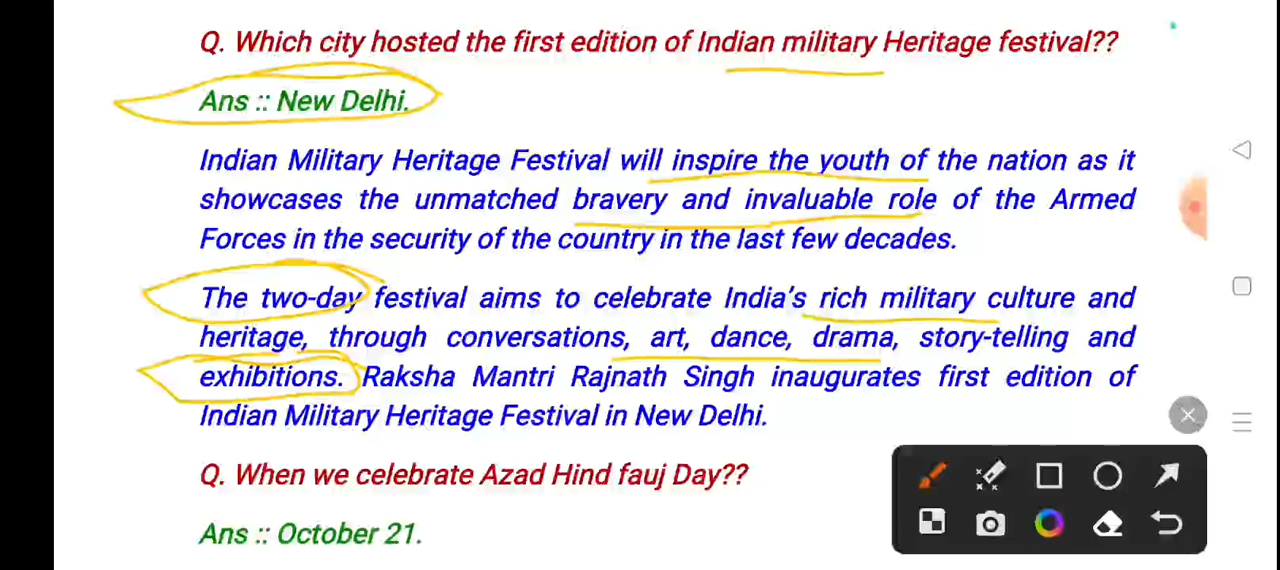 Q. Which city hosted the first edition of Indian military Heritage festival??
Ans :: New Delhi.
Indian Military Heritage Festival will inspire the youth of the nation as it
showcases the unmatched bravery and invaluable role of the Armed
Forces in the security of the country in the last few decades.
The two-day festival aims to celebrate India's rich military culture and
heritage, through conversations, art, dance, drama, story-telling and
exhibitions. Raksha Mantri Rajnath Singh inaugurates first edition of
Indian Military Heritage Festival in New Delhi.
Q. When we celebrate Azad Hind fauj Day??
Ans :: October 21.